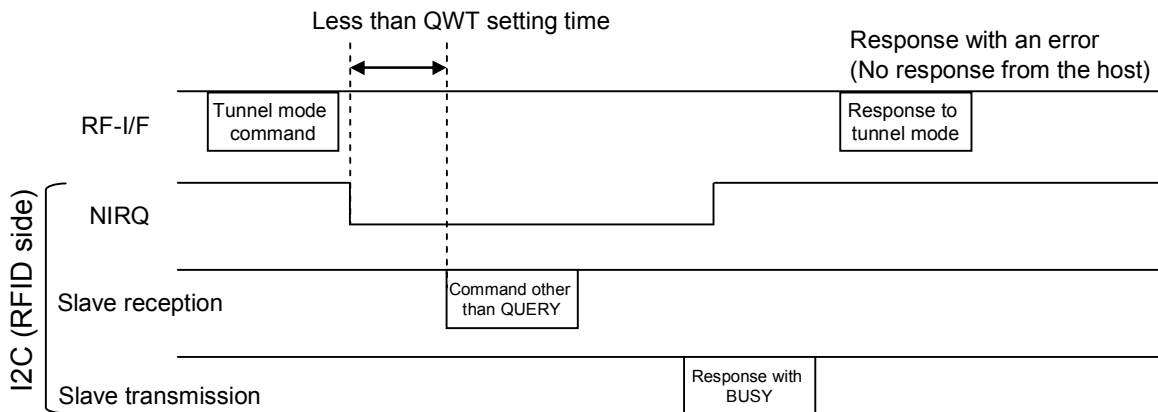 Less than QWT setting time
Response with an error
(No response from the host)
RF-I/F
Tunnel mode
command
Response to
tunnel mode
I2C (RFID side)
NIRQ
Slave reception
Command other
than QUERY
Slave transmission
Response with
BUSY